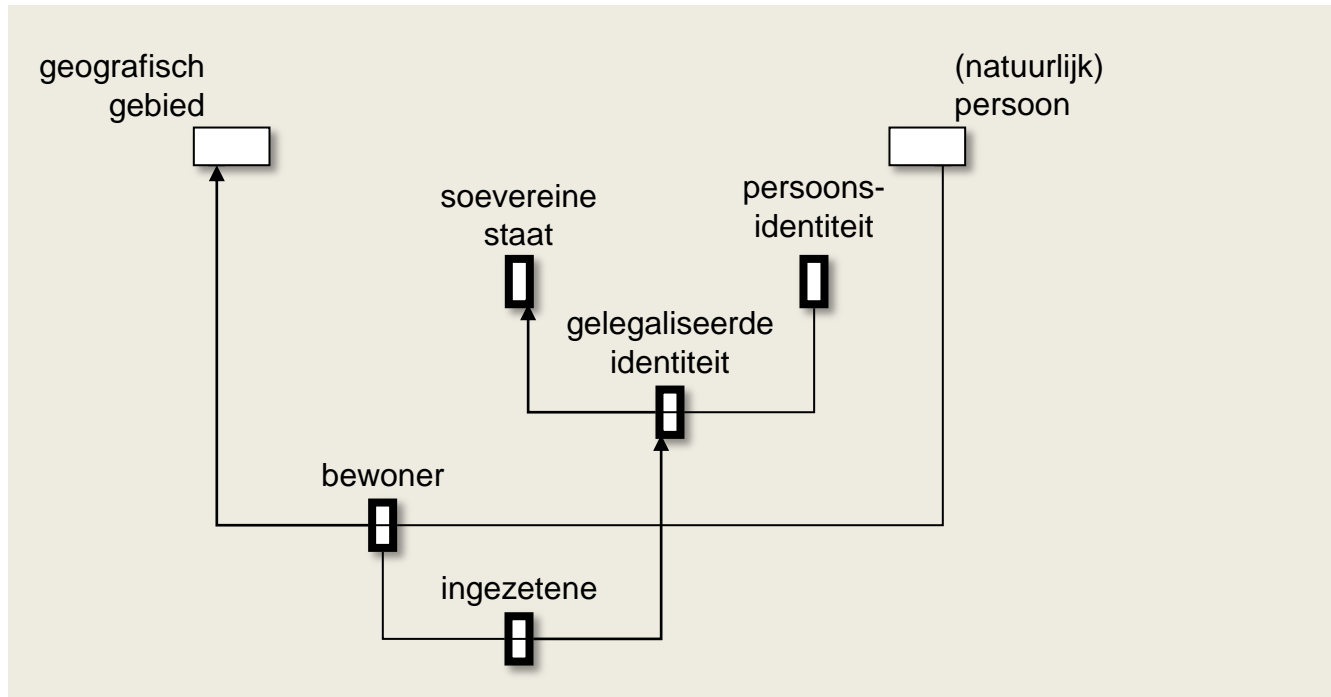 geografisch
gebied
(natuurlijk)
persoon
soevereine
staat
persoons-
identiteit
gelegaliseerde
identiteit
bewoner
ingezetene